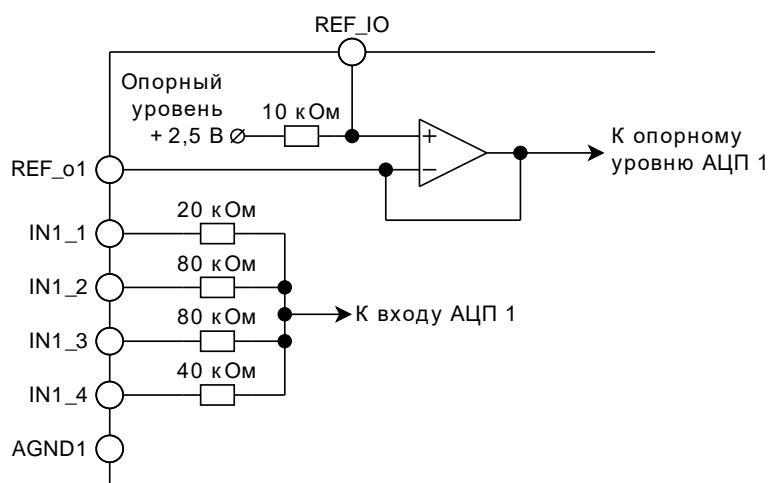 REF_IO
Опорный
уровень
+ 2,5 В
10 кОм
+
−
К опорному
уровню АЦП 1
REF_o1
20 кОм
IN1_1
80 кОм
IN1_2
К входу АЦП 1
80 кОм
IN1_3
40 кОм
IN1_4
AGND1